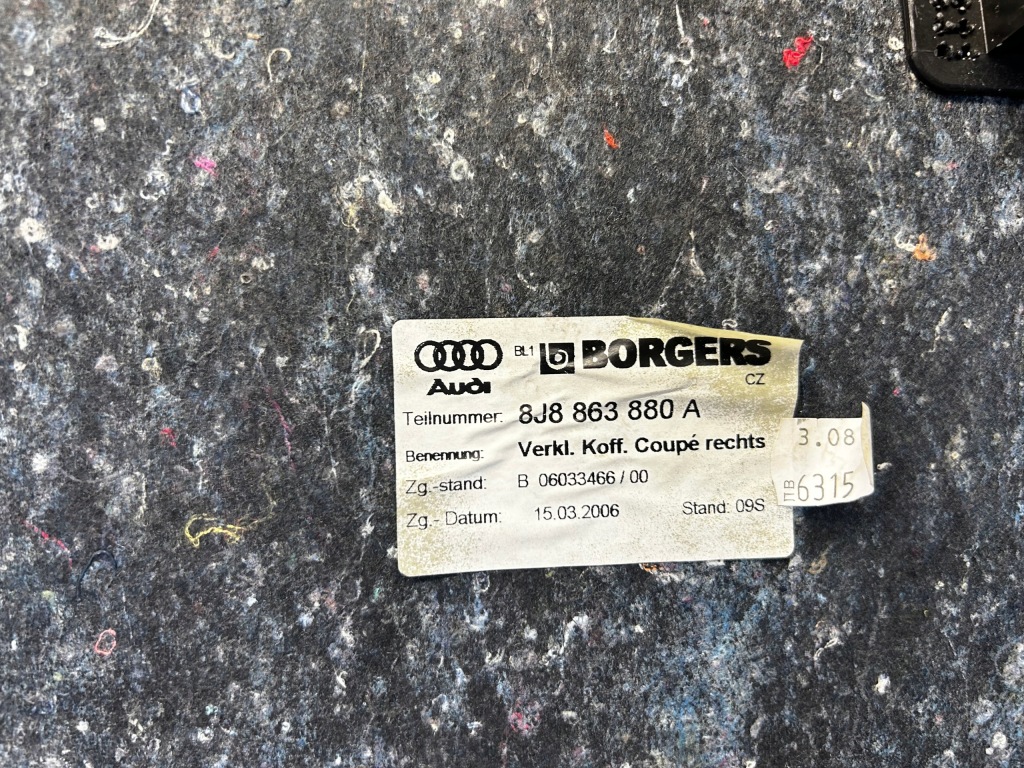 Audi
BL1 BORGERS
CZ
Teilnummer: 8J8 863 880 A
Benennung: Verkl. Koff. Coupé rechts
Zg.-stand: B 06033466 / 00
Zg.- Datum: 15.03.2006 Stand: 09S
3.08
6315